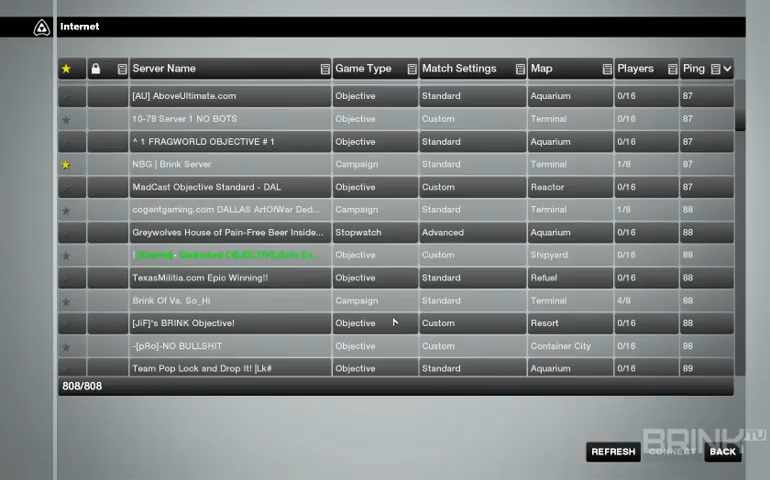 Internet
Server Name Game Type Match Settings Map Players Ping
[AU] AboveUltimate.com Objective Standard Aquarium 0/16 87
10-78 Server 1 NO BOTS Objective Custom Terminal 0/16 87
^ 1 FRAGWORLD OBJECTIVE # 1 Objective Standard Aquarium 0/16 87
NBG | Brink Server Campaign Standard Terminal 1/8 87
MadCast Objective Standard - DAL Objective Custom Reactor 0/16 87
cogentgaming.com DALLAS ArtOfWar Ded... Campaign Standard Terminal 1/8 88
Greywolves House of Pain-Free Beer Inside... Stopwatch Advanced Aquarium 0/16 88
Dedicated OBJECTIVE Objective Custom Shipyard 0/16 88
TexasMilitia.com Epic Winning!! Objective Standard Refuel 0/16 88
Brink Of Va. So_Hi Campaign Standard Terminal 4/8 88
[JiF]'s BRINK Objective! Objective Custom Resort 0/16 88
-[pRo]-NO BULLSHIT Objective Custom Container City 0/16 88
Team Pop Lock and Drop It! |Lk# Objective Standard Aquarium 0/16 89
808/808
BRINK.TV
REFRESH CONNECT BACK